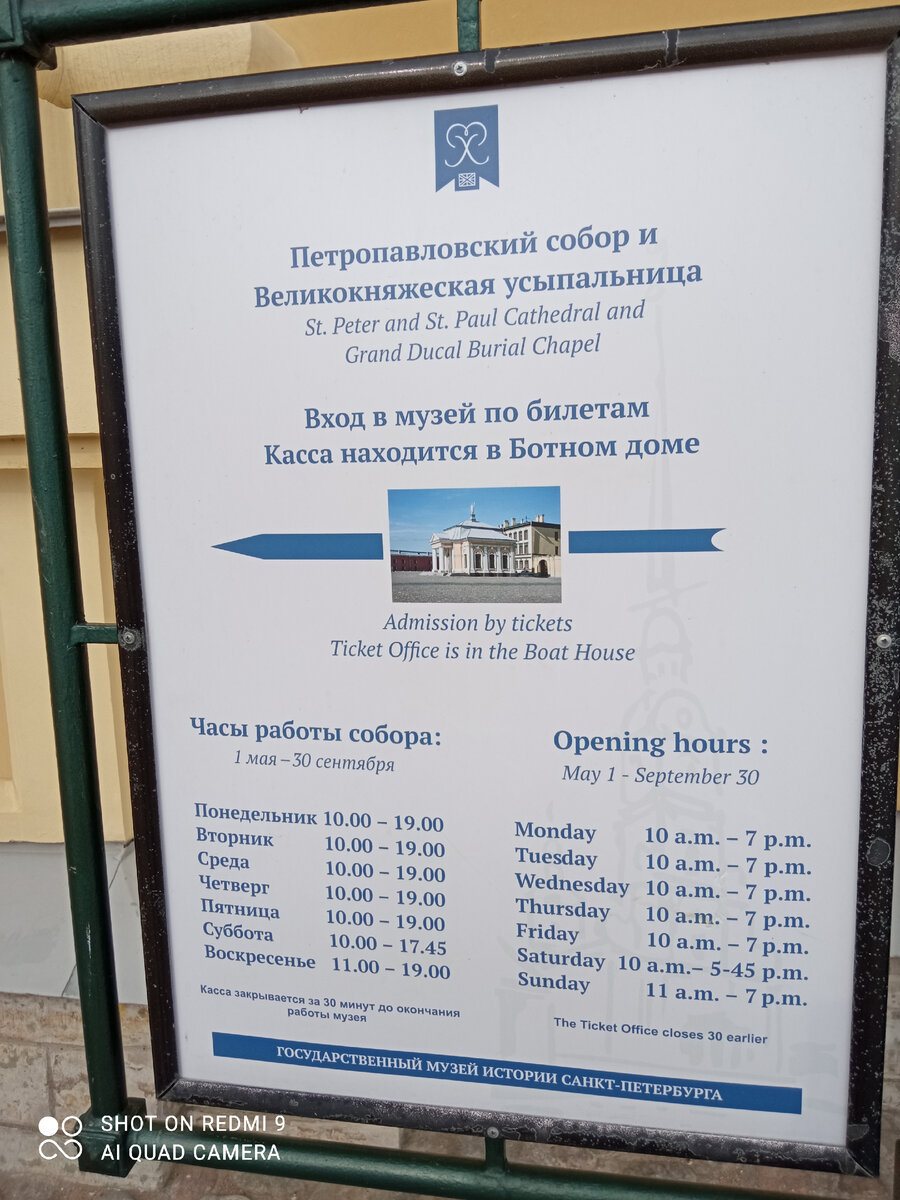 Петропавловский собор и
Великокняжеская усыпальница
St. Peter and St. Paul Cathedral and
Grand Ducal Burial Chapel
Вход в музей по билетам
Касса находится в Ботном доме
Admission by tickets
Ticket Office is in the Boat House
Часы работы собора:
1 мая – 30 сентября
Понедельник 10.00 – 19.00
Вторник 10.00 – 19.00
Среда 10.00 – 19.00
Четверг 10.00 – 19.00
Пятница 10.00 – 19.00
Суббота 10.00 – 17.45
Воскресенье 11.00 – 19.00
Касса закрывается за 30 минут до окончания
работы музея
Opening hours :
May 1 - September 30
Monday 10 a.m. – 7 p.m.
Tuesday 10 a.m. – 7 p.m.
Wednesday 10 a.m. – 7 p.m.
Thursday 10 a.m. – 7 p.m.
Friday 10 a.m. – 7 p.m.
Saturday 10 a.m.– 5-45 p.m.
Sunday 11 a.m. – 7 p.m.
The Ticket Office closes 30 earlier
ГОСУДАРСТВЕННЫЙ МУЗЕЙ ИСТОРИИ САНКТ-ПЕТЕРБУРГА
SHOT ON REDMI 9
AI QUAD CAMERA